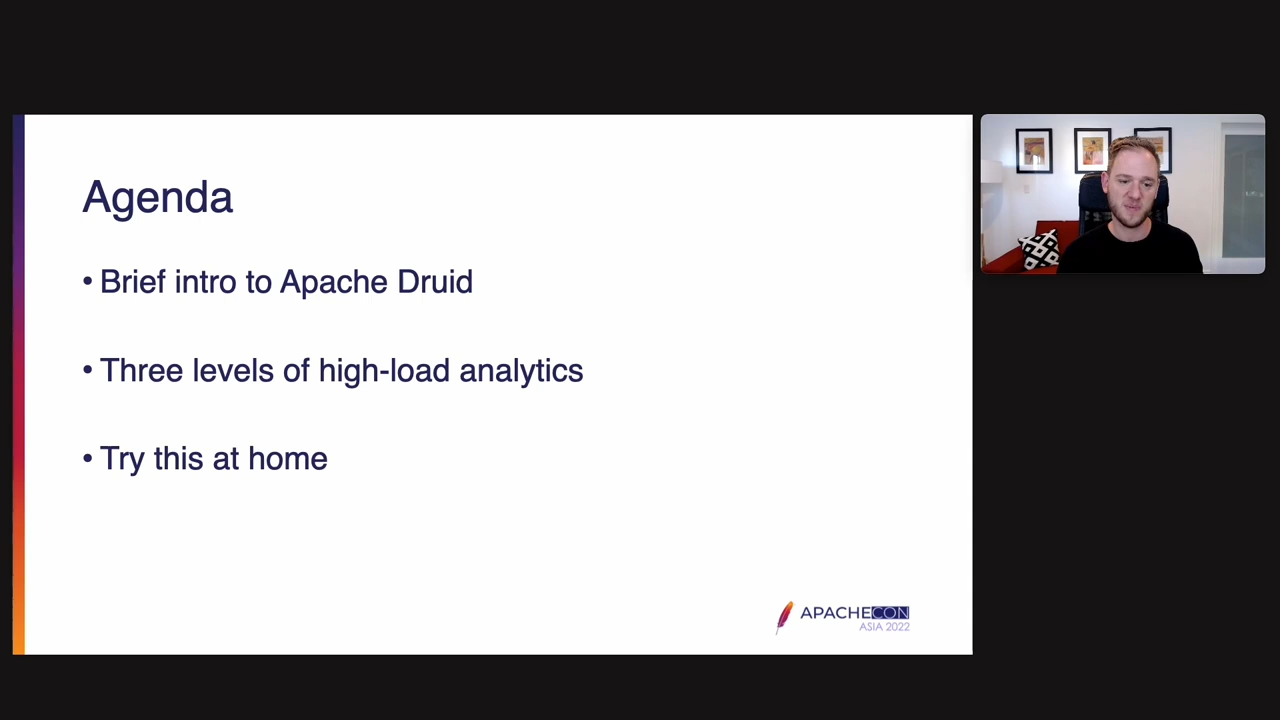 Agenda
• Brief intro to Apache Druid
• Three levels of high-load analytics
• Try this at home
APACHECON
ASIA 2022